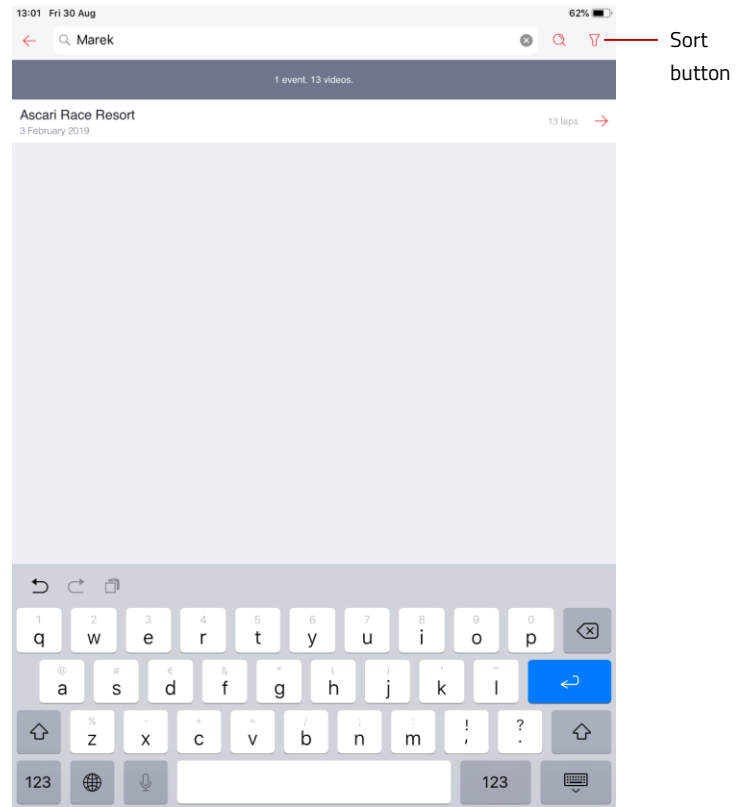 13:01 Fri 30 Aug 62%
Marek
Sort
button
1 event. 13 videos.
Ascari Race Resort
3 February 2019
13 laps
1 2 3 4 5 6 7 8 9 0
q w e r t y u i o p
@ # € & * ( ) ' "
a s d f g h j k l
% - + = / ; : ! ?
z x c v b n m , .
123 123